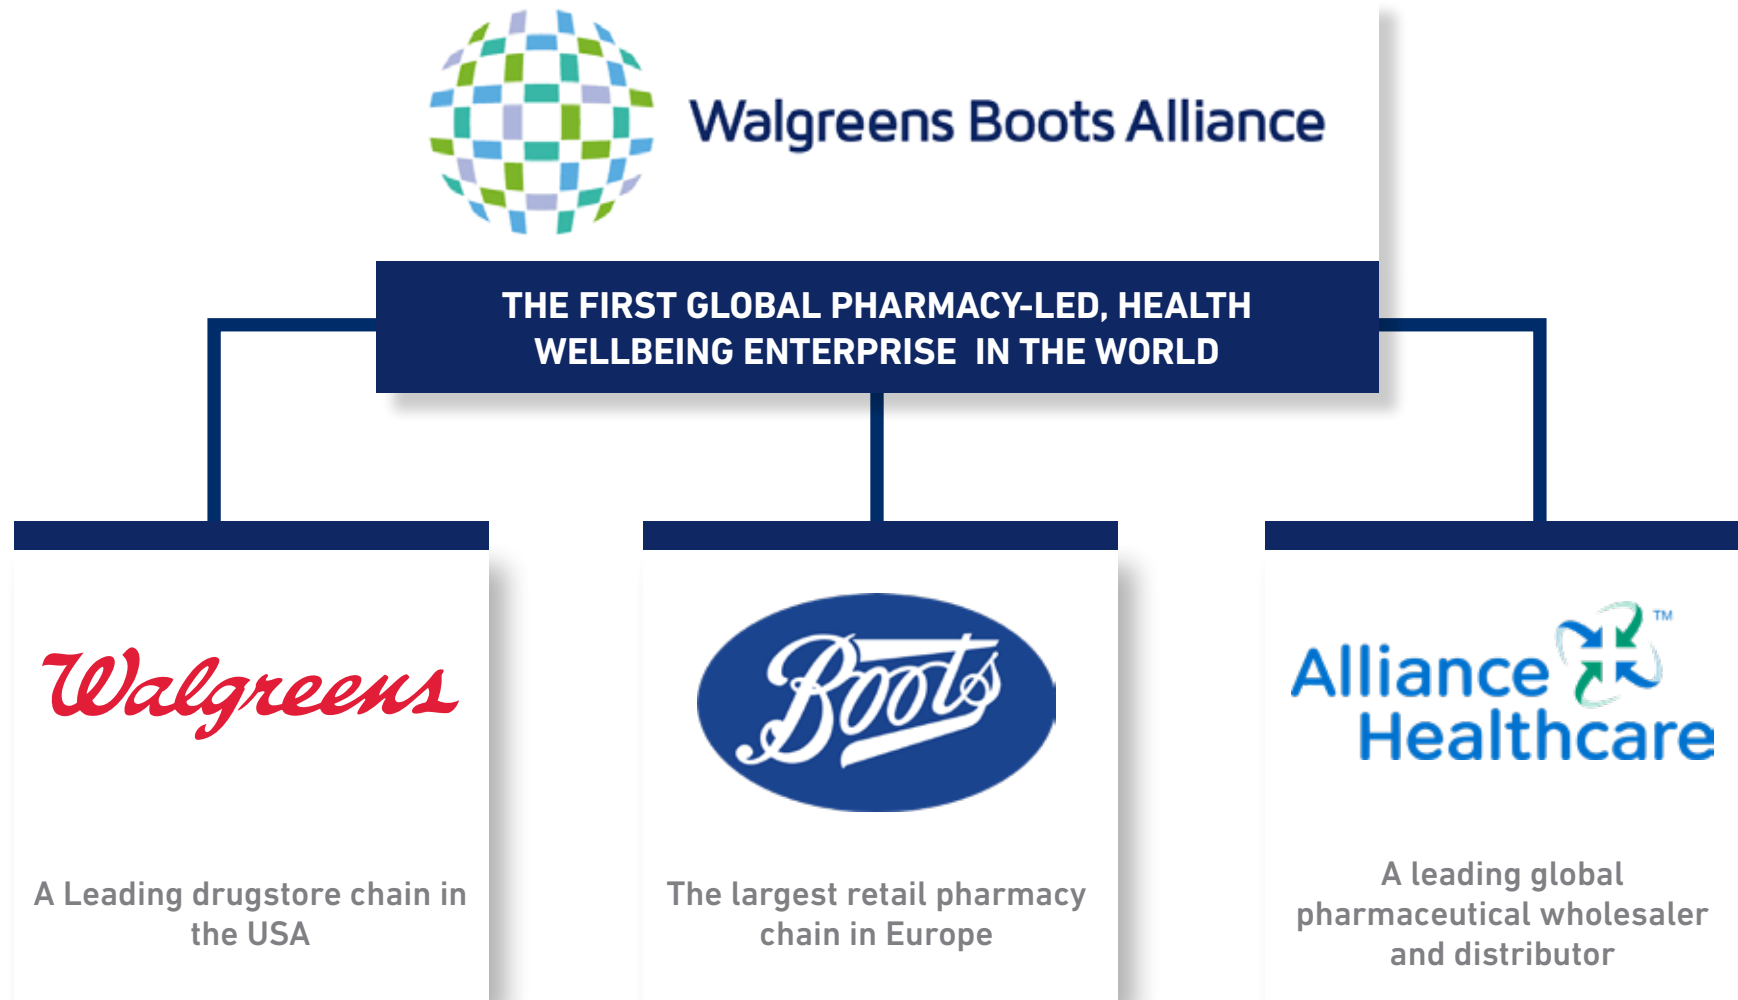 Walgreens Boots Alliance
THE FIRST GLOBAL PHARMACY-LED, HEALTH
WELLBEING ENTERPRISE IN THE WORLD
Walgreens
Boots
Alliance
Healthcare
TM
A Leading drugstore chain in
the USA
The largest retail pharmacy
chain in Europe
A leading global
pharmaceutical wholesaler
and distributor